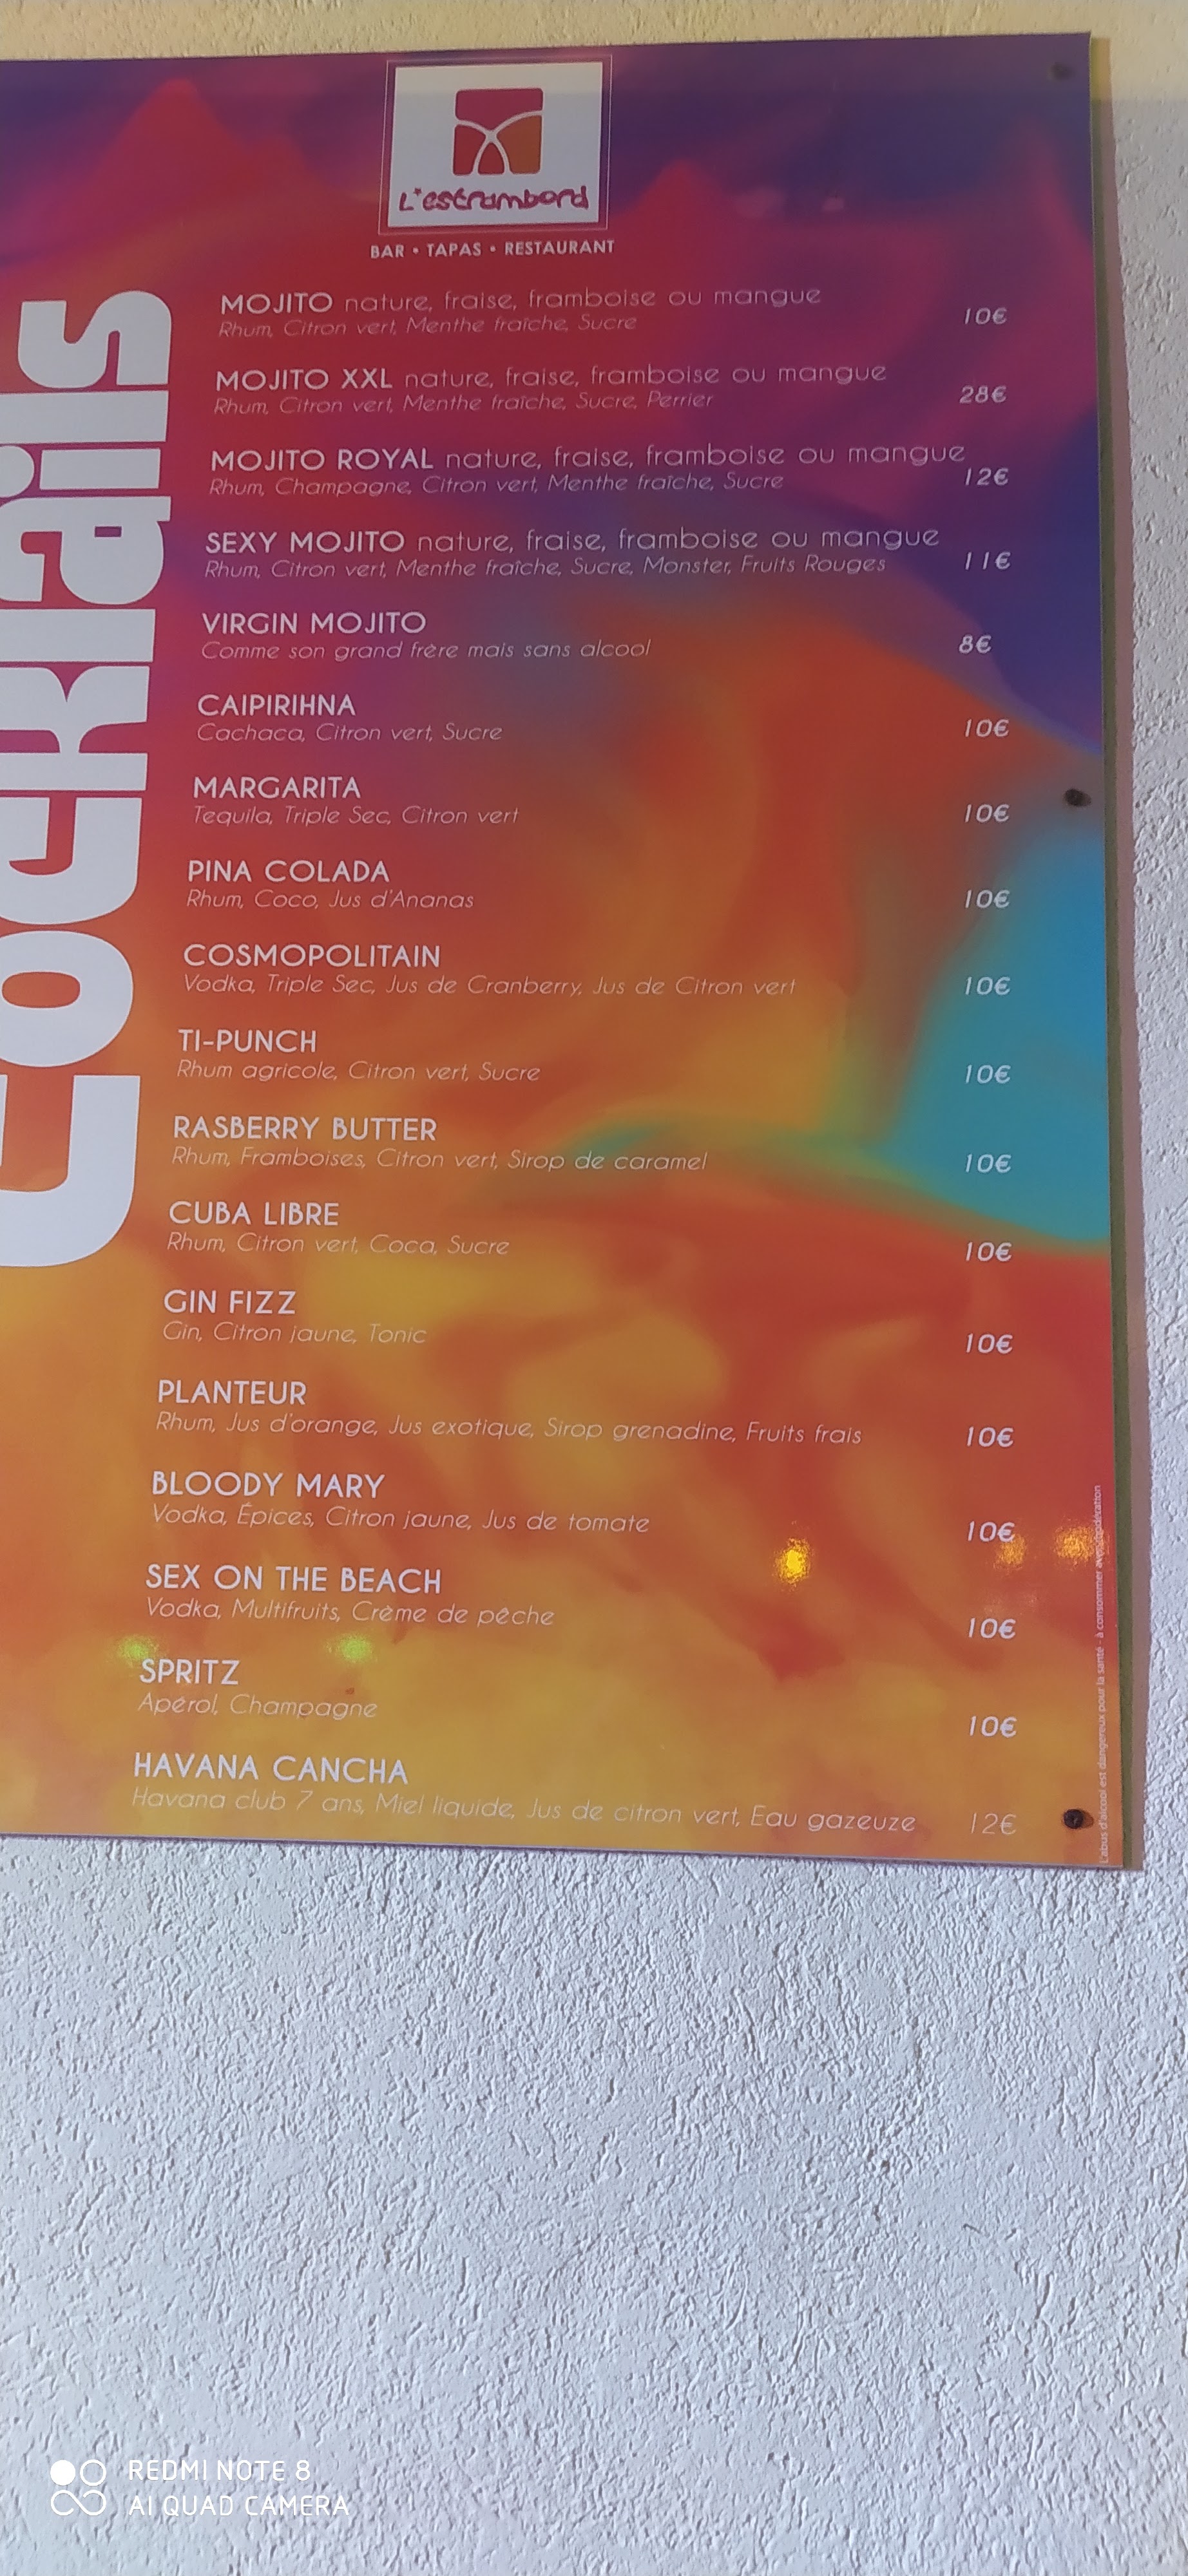 L'estrambord
BAR • TAPAS • RESTAURANT
Cocktails
MOJITO nature, fraise, framboise ou mangue
Rhum, Citron vert, Menthe fraîche, Sucre
10€
MOJITO XXL nature, fraise, framboise ou mangue
Rhum, Citron vert, Menthe fraîche, Sucre, Perrier
28€
MOJITO ROYAL nature, fraise, framboise ou mangue
Rhum, Champagne, Citron vert, Menthe fraîche, Sucre
12€
SEXY MOJITO nature, fraise, framboise ou mangue
Rhum, Citron vert, Menthe fraîche, Sucre, Monster, Fruits Rouges
11€
VIRGIN MOJITO
Comme son grand frère mais sans alcool
8€
CAIPIRIHNA
Cachaca, Citron vert, Sucre
10€
MARGARITA
Tequila, Triple Sec, Citron vert
10€
PINA COLADA
Rhum, Coco, Jus d'Ananas
10€
COSMOPOLITAIN
Vodka, Triple Sec, Jus de Cranberry, Jus de Citron vert
10€
TI-PUNCH
Rhum agricole, Citron vert, Sucre
10€
RASBERRY BUTTER
Rhum, Framboises, Citron vert, Sirop de caramel
10€
CUBA LIBRE
Rhum, Citron vert, Coca, Sucre
10€
GIN FIZZ
Gin, Citron jaune, Tonic
10€
PLANTEUR
Rhum, Jus d'orange, Jus exotique, Sirop grenadine, Fruits frais
10€
BLOODY MARY
Vodka, Épices, Citron jaune, Jus de tomate
10€
SEX ON THE BEACH
Vodka, Multifruits, Crème de pêche
10€
SPRITZ
Apérol, Champagne
10€
HAVANA CANCHA
Havana club 7 ans, Miel liquide, Jus de citron vert, Eau gazeuze
12€
L'abus d'alcool est dangereux pour la santé - à consommer avec modération
REDMI NOTE 8
AI QUAD CAMERA